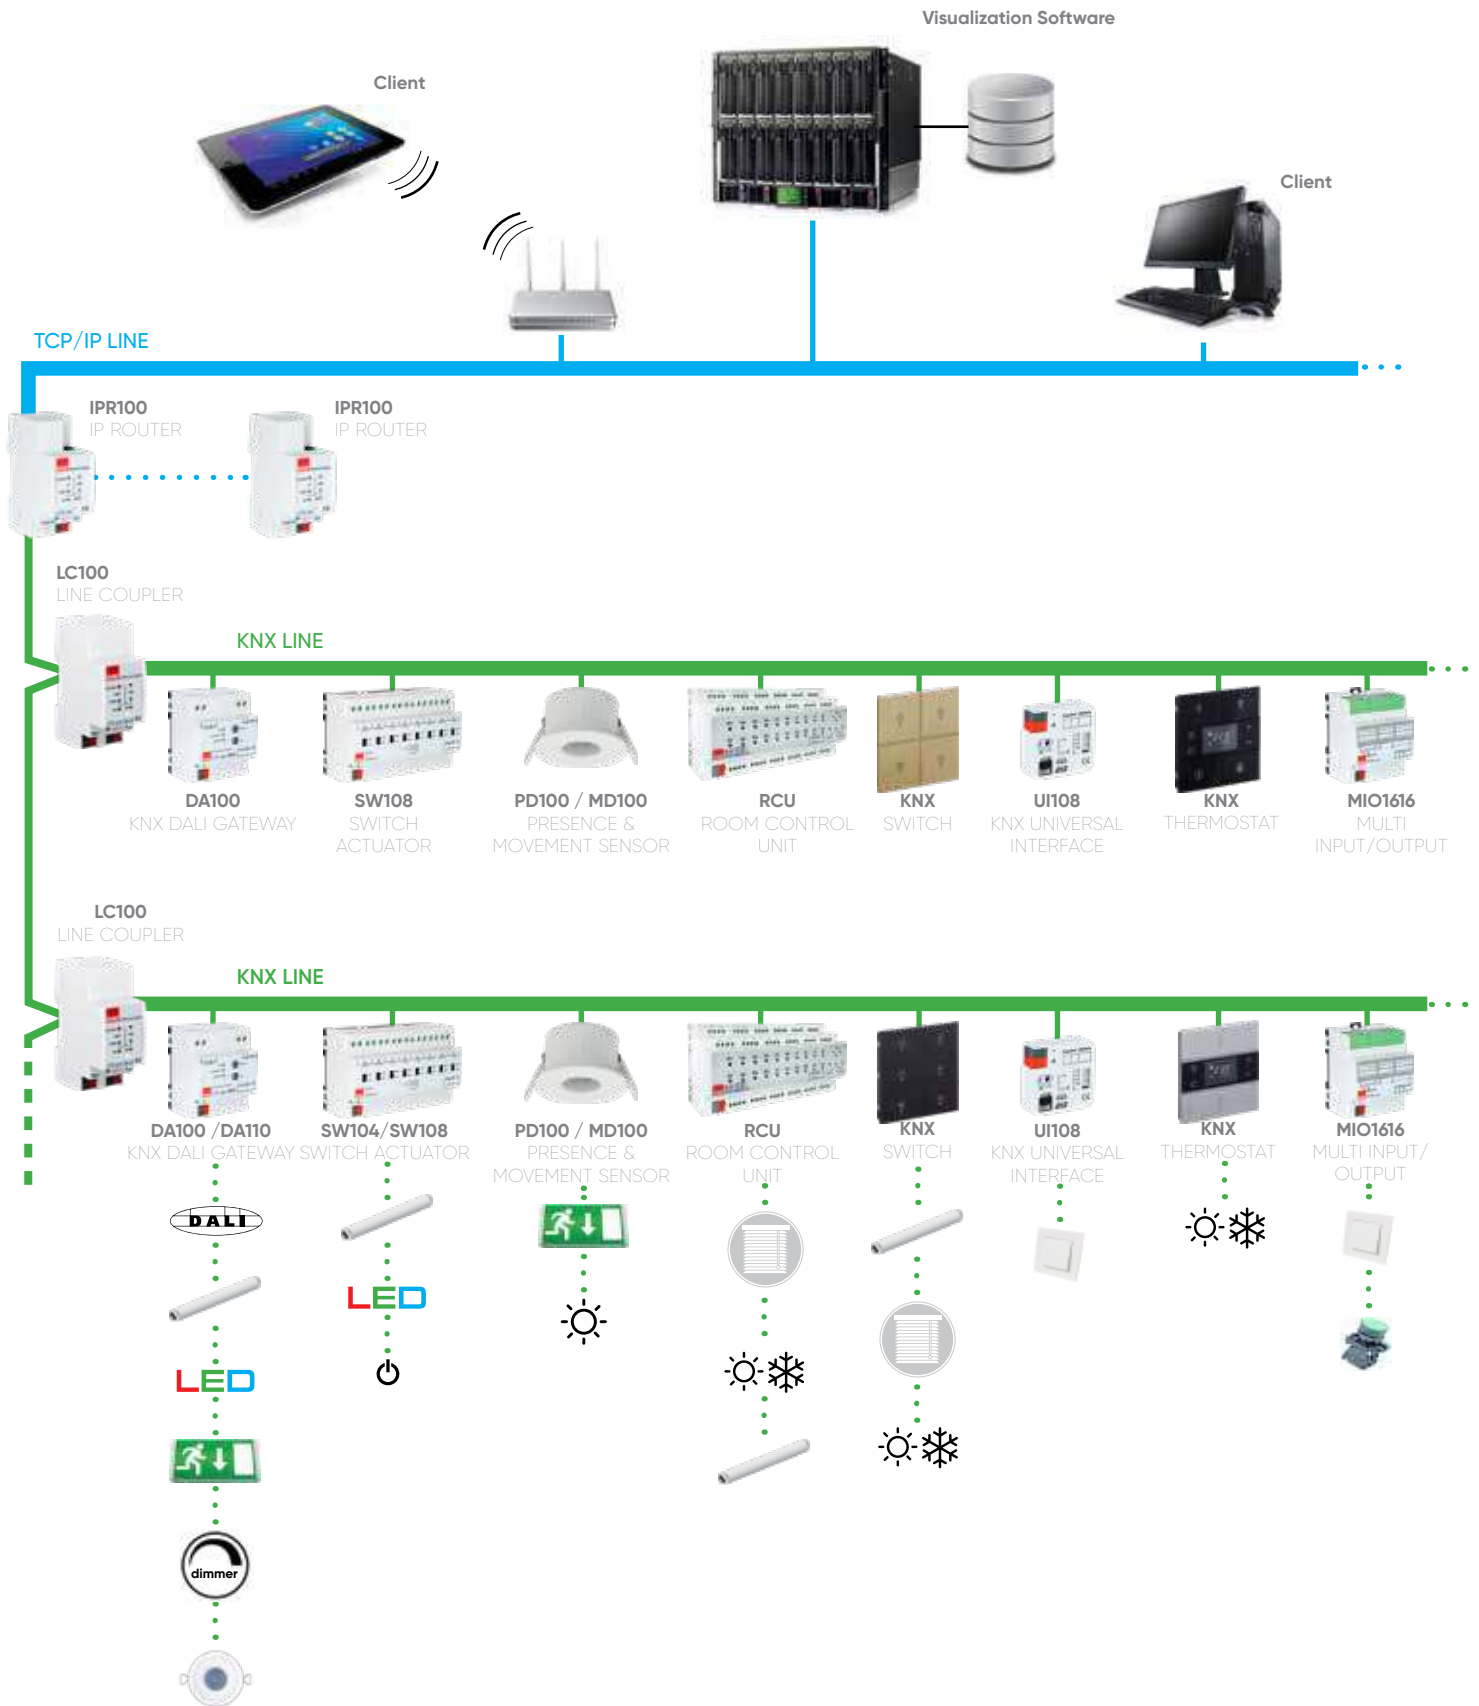 Visualization Software
Client
Client
TCP/IP LINE
IPR100
IP ROUTER
IPR100
IP ROUTER
LC100
LINE COUPLER
KNX LINE
DA100
KNX DALI GATEWAY
SW108
SWITCH
ACTUATOR
PD100 / MD100
PRESENCE &
MOVEMENT SENSOR
RCU
ROOM CONTROL
UNIT
KNX
SWITCH
UI108
KNX UNIVERSAL
INTERFACE
KNX
THERMOSTAT
MIO1616
MULTI
INPUT/OUTPUT
LC100
LINE COUPLER
KNX LINE
DA100 /DA110
KNX DALI GATEWAY
SW104/SW108
SWITCH ACTUATOR
PD100 / MD100
PRESENCE &
MOVEMENT SENSOR
RCU
ROOM CONTROL
UNIT
KNX
SWITCH
UI108
KNX UNIVERSAL
INTERFACE
KNX
THERMOSTAT
MIO1616
MULTI INPUT/
OUTPUT
DALI
LED
LED
dimmer